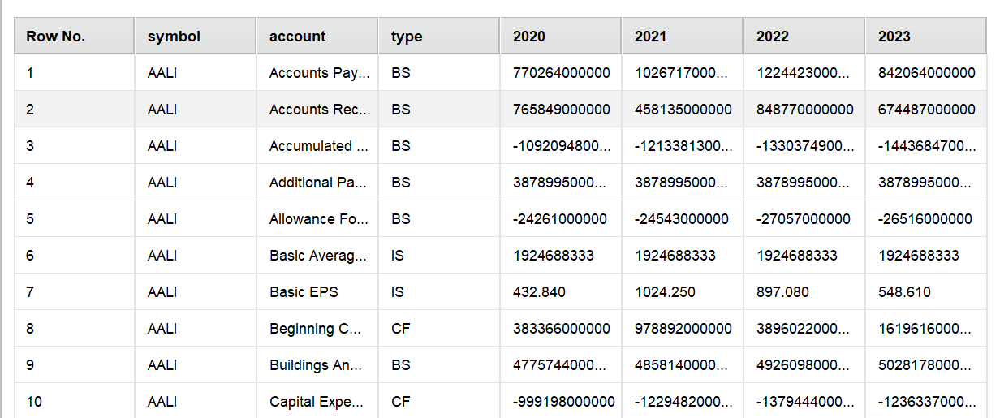 Row No. symbol account type 2020 2021 2022 2023
1 AALI Accounts Pay... BS 770264000000 1026717000... 1224423000... 842064000000
2 AALI Accounts Rec... BS 765849000000 458135000000 848770000000 674487000000
3 AALI Accumulated ... BS -1092094800... -1213381300... -1330374900... -1443684700...
4 AALI Additional Pa... BS 3878995000... 3878995000... 3878995000... 3878995000...
5 AALI Allowance Fo... BS -24261000000 -24543000000 -27057000000 -26516000000
6 AALI Basic Averag... IS 1924688333 1924688333 1924688333 1924688333
7 AALI Basic EPS IS 432.840 1024.250 897.080 548.610
8 AALI Beginning C... CF 383366000000 978892000000 3896022000... 1619616000...
9 AALI Buildings An... BS 4775744000... 4858140000... 4926098000... 5028178000...
10 AALI Capital Expe... CF -999198000000 -1229482000... -1379444000... -1236337000...